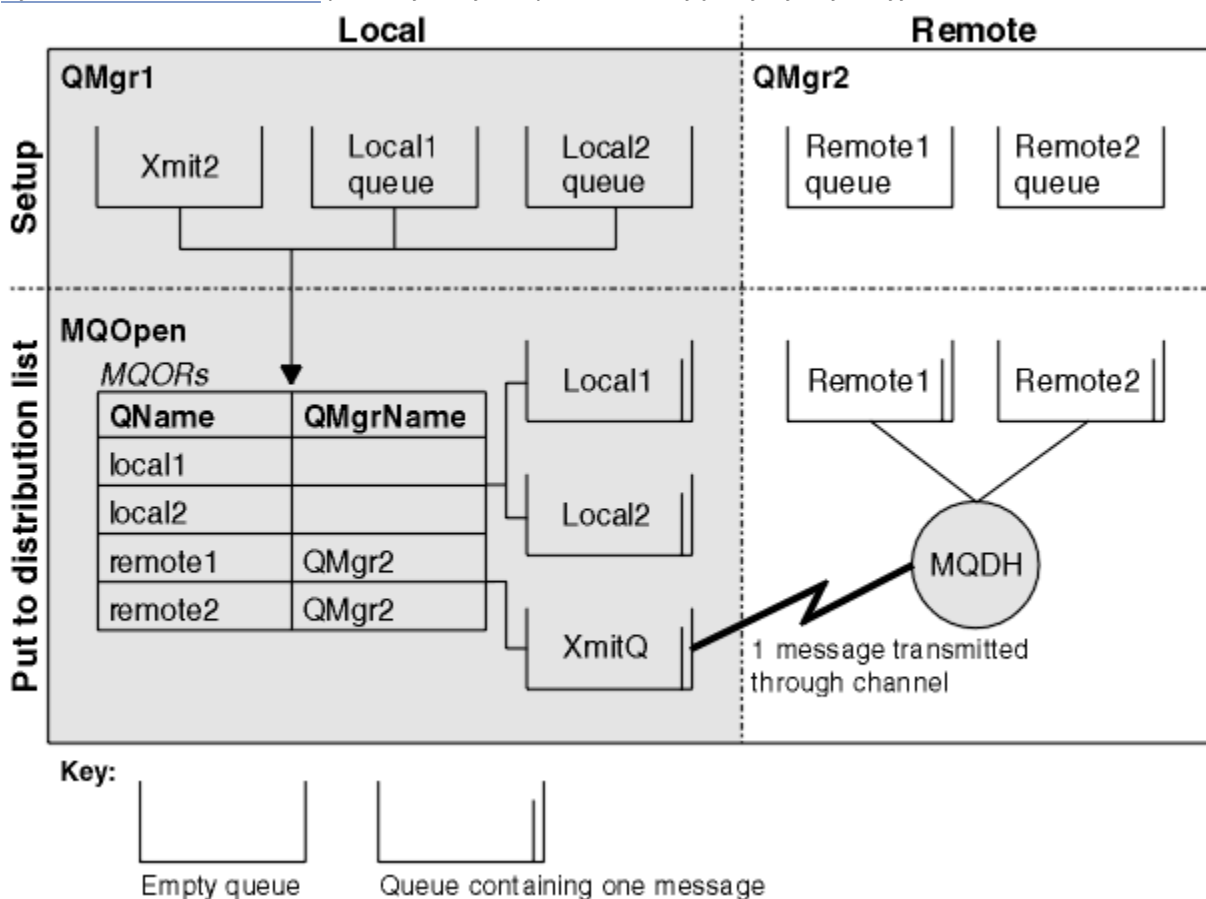 Local
Remote
QMgr1
QMgr2
Setup
Xmit2
Local1
queue
Local2
queue
Remote1
queue
Remote2
queue
Put to distribution list
MQOpen
MQORs
QName QMgrName
local1
local2
remote1 QMgr2
remote2 QMgr2
Local1
Local2
XmitQ
Remote1
Remote2
MQDH
1 message transmitted
through channel
Key:
Empty queue
Queue containing one message